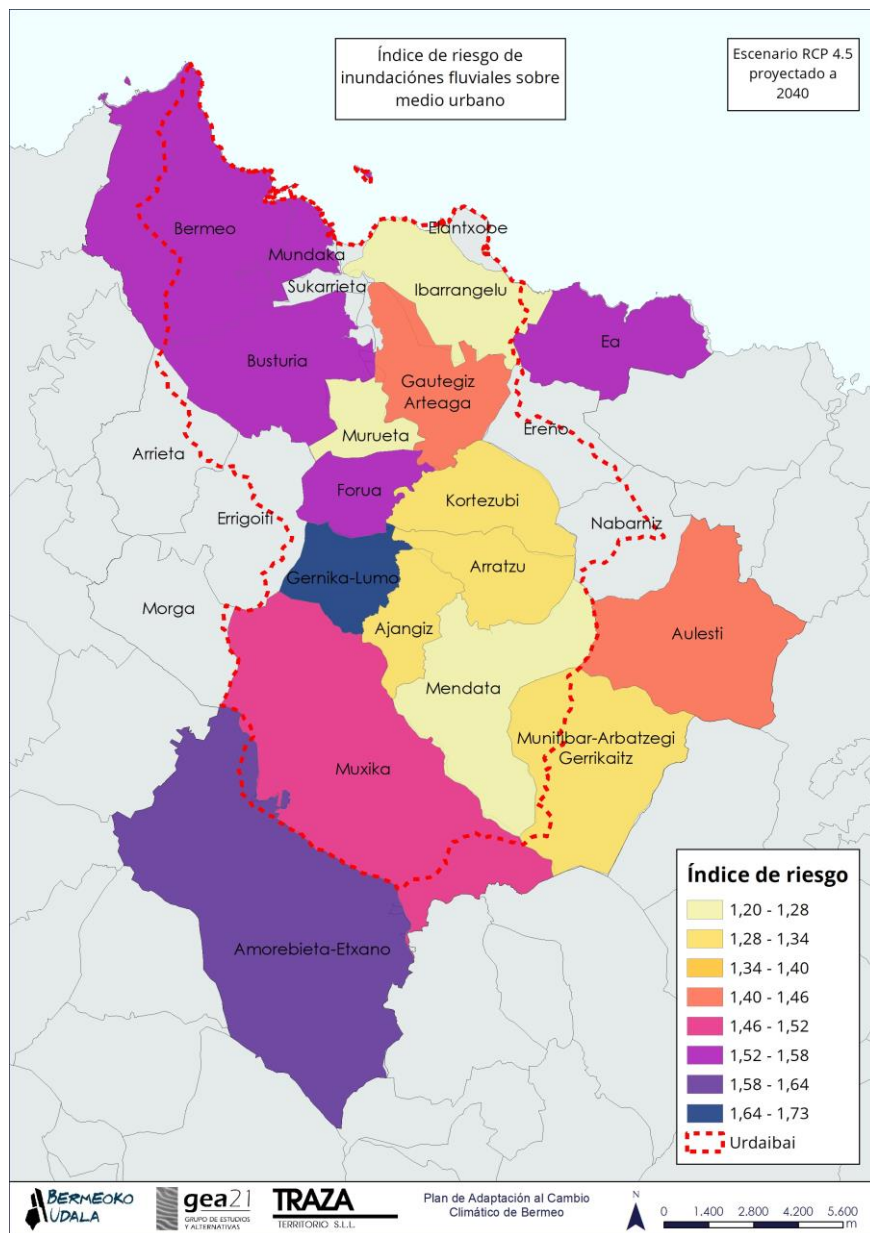 Índice de riesgo de
inundaciónes fluviales sobre
medio urbano
Escenario RCP 4.5
proyectado a
2040
Bermeo
Mundaka
Elantxobe
Sukarrieta
Ibarrangelu
Ea
Busturia
Gautegiz
Arteaga
Murueta
Ereño
Arrieta
Forua
Kortezubi
Errigoiti
Nabarniz
Gernika-Lumo
Arratzu
Morga
Ajangiz
Aulesti
Mendata
Munitibar-Arbatzegi
Gerrikaitz
Muxika
Amorebieta-Etxano
Índice de riesgo
1,20 - 1,28
1,28 - 1,34
1,34 - 1,40
1,40 - 1,46
1,46 - 1,52
1,52 - 1,58
1,58 - 1,64
1,64 - 1,73
Urdaibai
BERMEOKO
UDALA
gea21
GRUPO DE ESTUDIOS
Y ALTERNATIVAS
TRAZA
TERRITORIO S.L.L.
Plan de Adaptación al Cambio
Climático de Bermeo
N
0 1.400 2.800 4.200 5.600
m